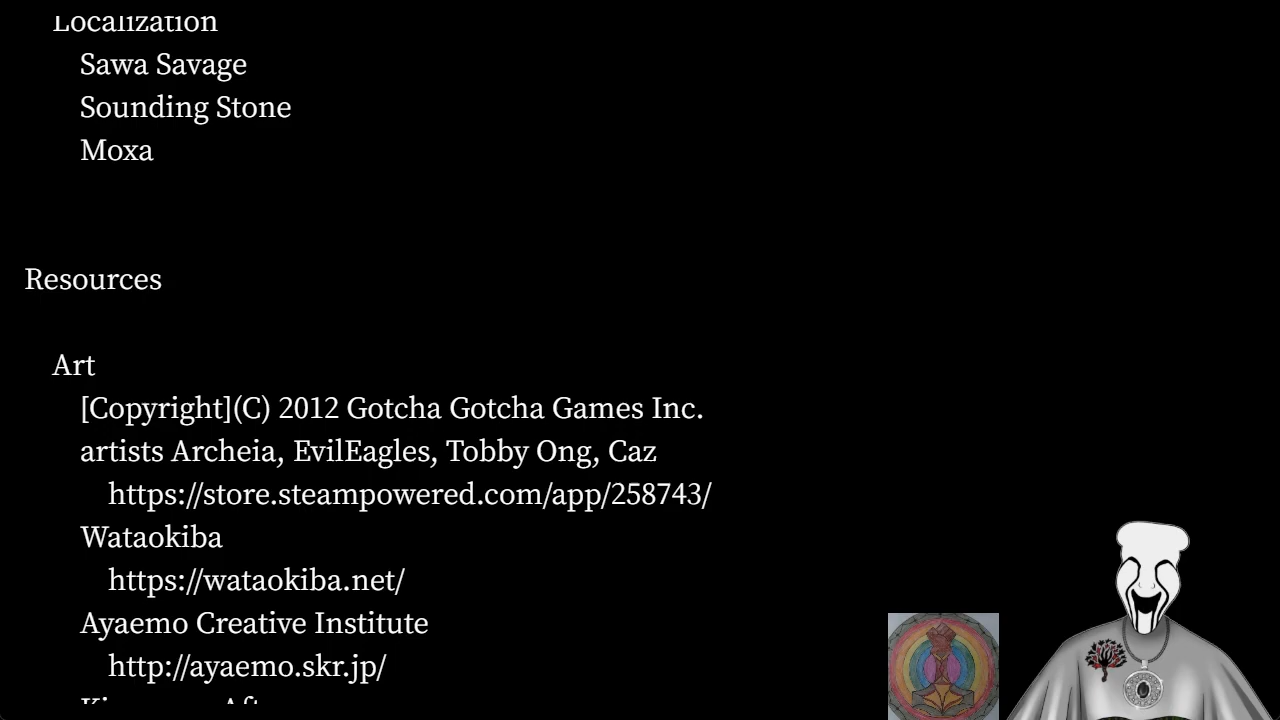 Localization
Sawa Savage
Sounding Stone
Moxa
Resources
Art
[Copyright](C) 2012 Gotcha Gotcha Games Inc.
artists Archeia, EvilEagles, Tobby Ong, Caz
https://store.steampowered.com/app/258743/
Wataokiba
https://wataokiba.net/
Ayaemo Creative Institute
http://ayaemo.skr.jp/